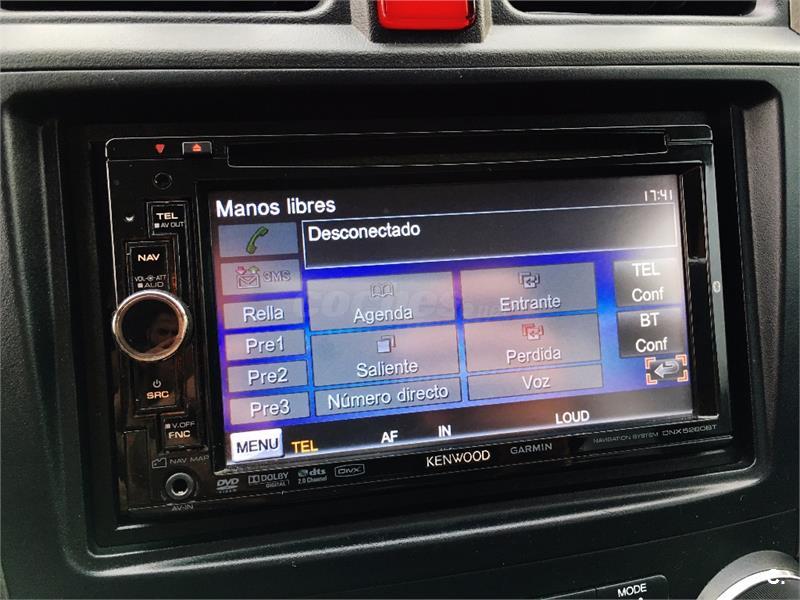 TEL
AV OUT
NAV
VOL ATT
AUD
SRC
V.OFF
FNC
NAV MAP
AV-IN
Manos libres
17:41
Desconectado
SMS
Rella
Pre1
Pre2
Pre3
Agenda
Entrante
Saliente
Perdida
Número directo
Voz
TEL
Conf
BT
Conf
MENU
TEL
AF
IN
LOUD
KENWOOD
GARMIN
NAVIGATION SYSTEM
DNX5260BT
DVD
VIDEO
DOLBY
DIGITAL
dts
2.0 Channel
DivX
MODE